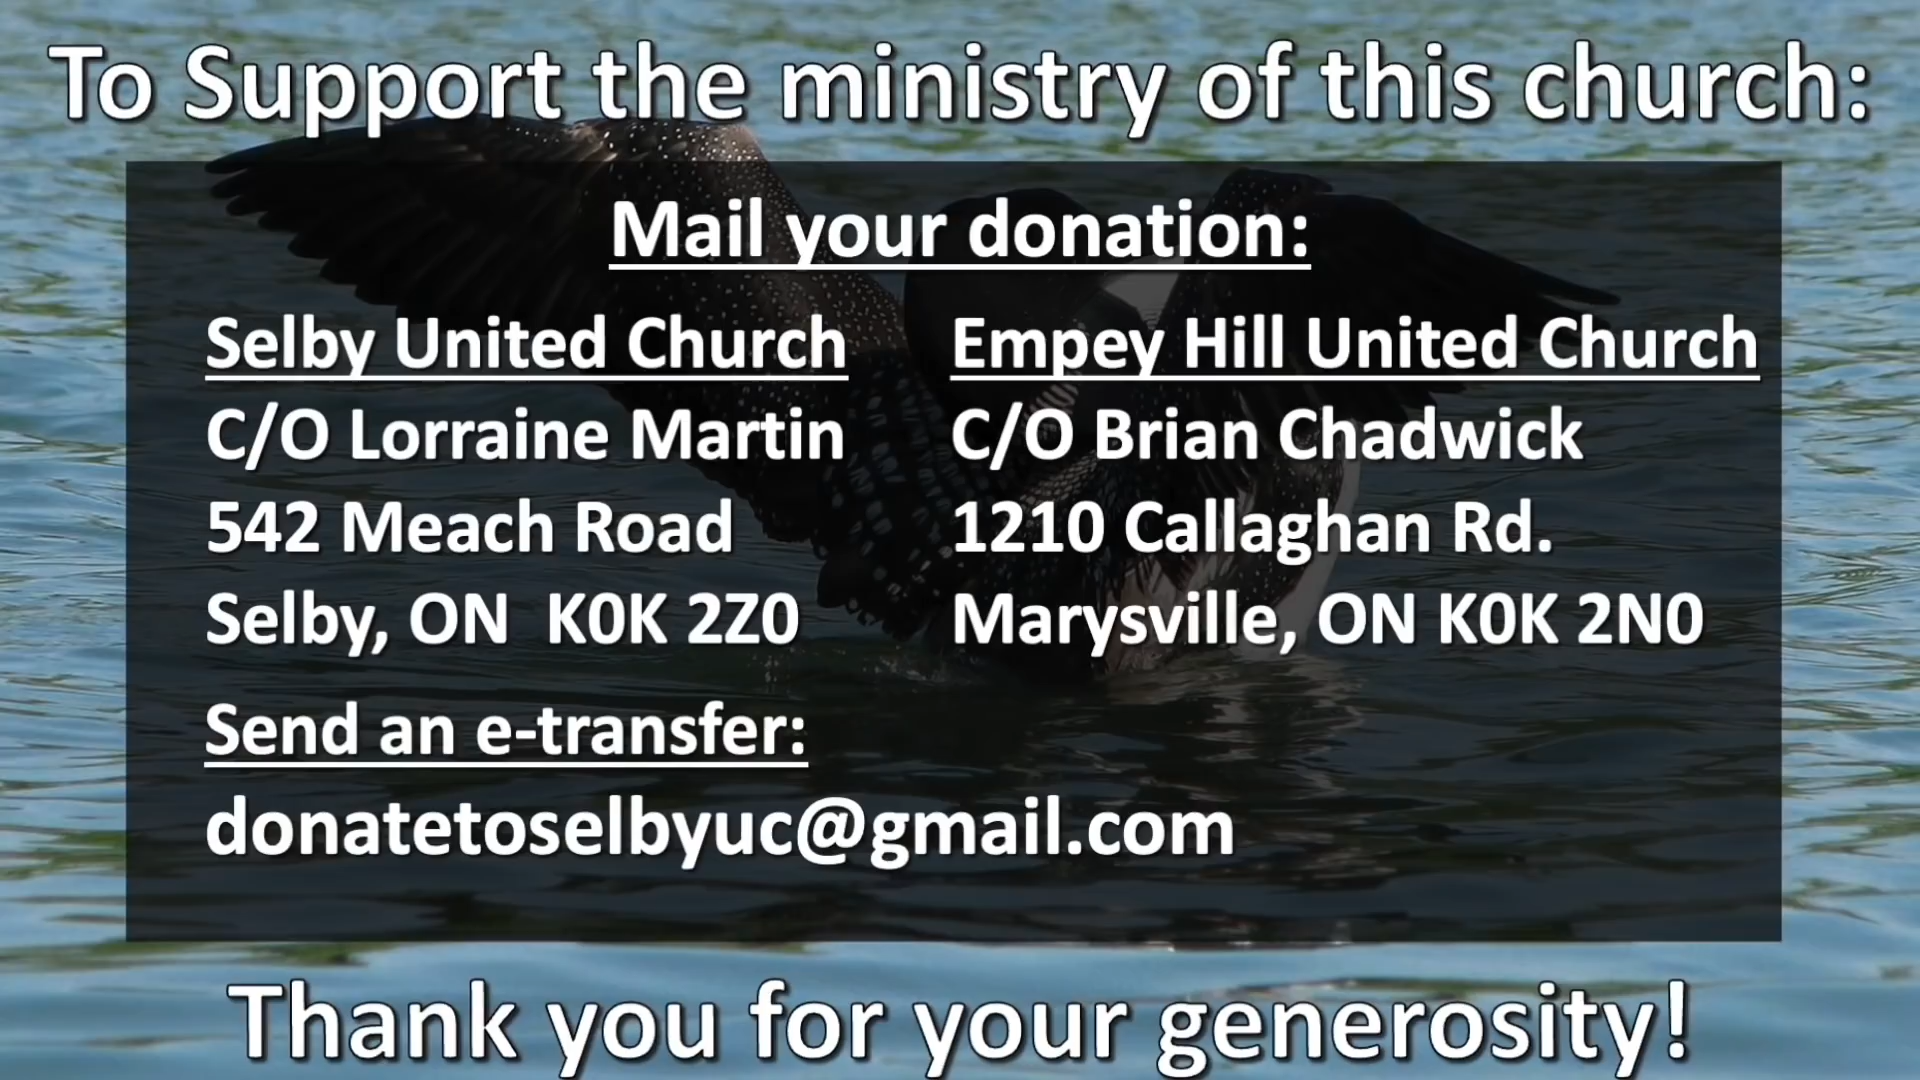 To Support the ministry of this church:
Mail your donation:
Selby United Church
C/O Lorraine Martin
542 Meach Road
Selby, ON  K0K 2Z0
Empey Hill United Church
C/O Brian Chadwick
1210 Callaghan Rd.
Marysville, ON K0K 2N0
Send an e-transfer:
donatetoselbyuc@gmail.com
Thank you for your generosity!